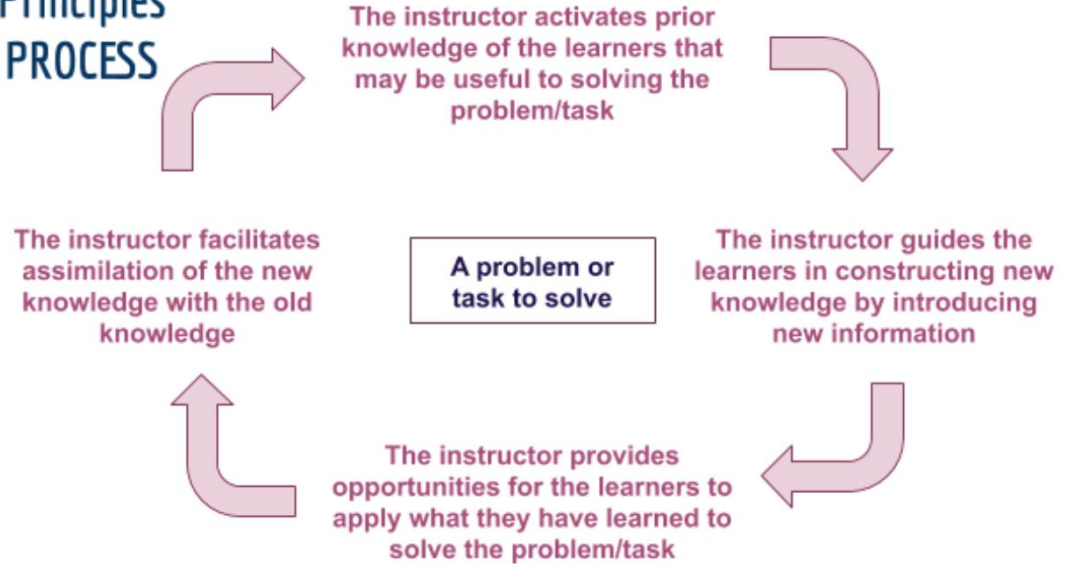 Principles
PROCESS
The instructor activates prior
knowledge of the learners that
may be useful to solving the
problem/task
The instructor guides the
learners in constructing new
knowledge by introducing
new information
The instructor provides
opportunities for the learners to
apply what they have learned to
solve the problem/task
The instructor facilitates
assimilation of the new
knowledge with the old
knowledge
A problem or
task to solve